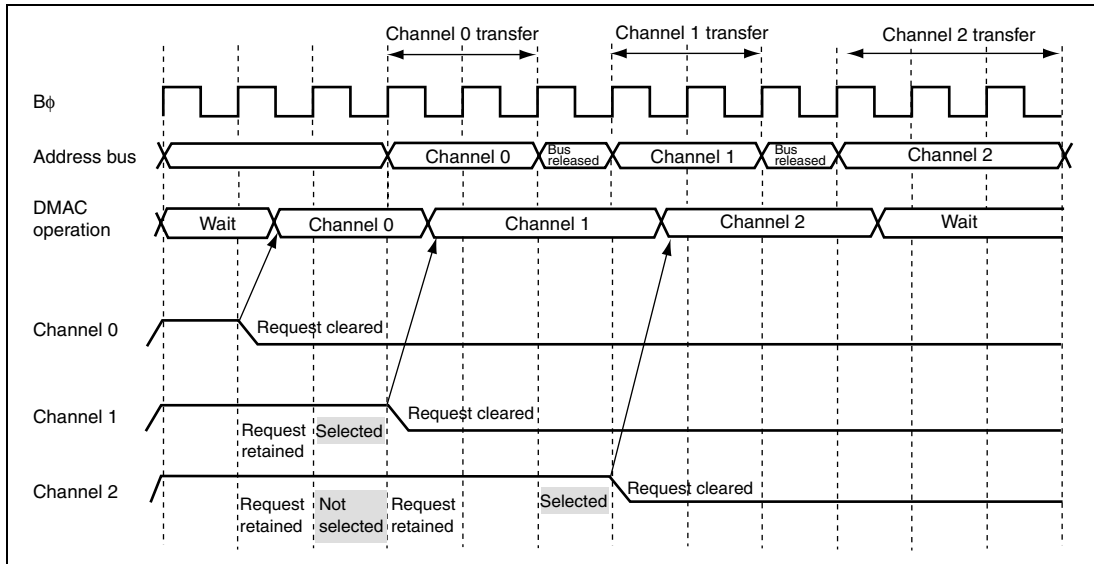 Channel 0 transfer Channel 1 transfer Channel 2 transfer
Bφ
Address bus Channel 0 Bus released Channel 1 Bus released Channel 2
DMAC operation Wait Channel 0 Channel 1 Channel 2 Wait
Channel 0 Request cleared
Channel 1 Request cleared
Request retained Selected
Channel 2 Request cleared
Request retained Not selected Request retained Selected